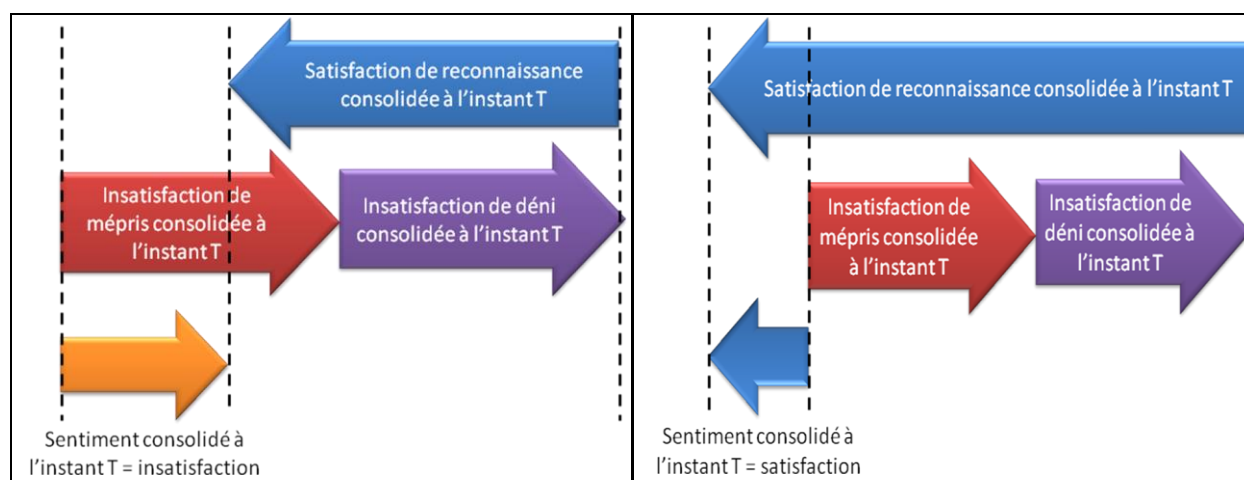 Satisfaction de reconnaissance
consolidée à l'instant T
Insatisfaction de
mépris consolidée à
l'instant T
Insatisfaction de déni
consolidée à l'instant T
Sentiment consolidé à
l'instant T = insatisfaction
Satisfaction de reconnaissance consolidée à l'instant T
Insatisfaction de
mépris consolidée
à l'instant T
Insatisfaction de
déni consolidée à
l'instant T
Sentiment consolidé à
l'instant T = satisfaction